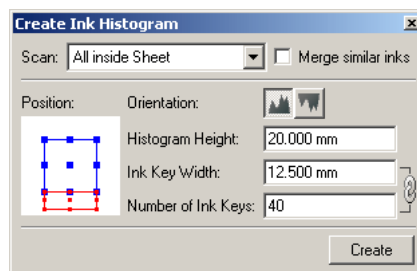 Create Ink Histogram
Scan: All inside Sheet Merge similar inks
Position: Orientation:
Histogram Height: 20.000 mm
Ink Key Width: 12.500 mm
Number of Ink Keys: 40
Create